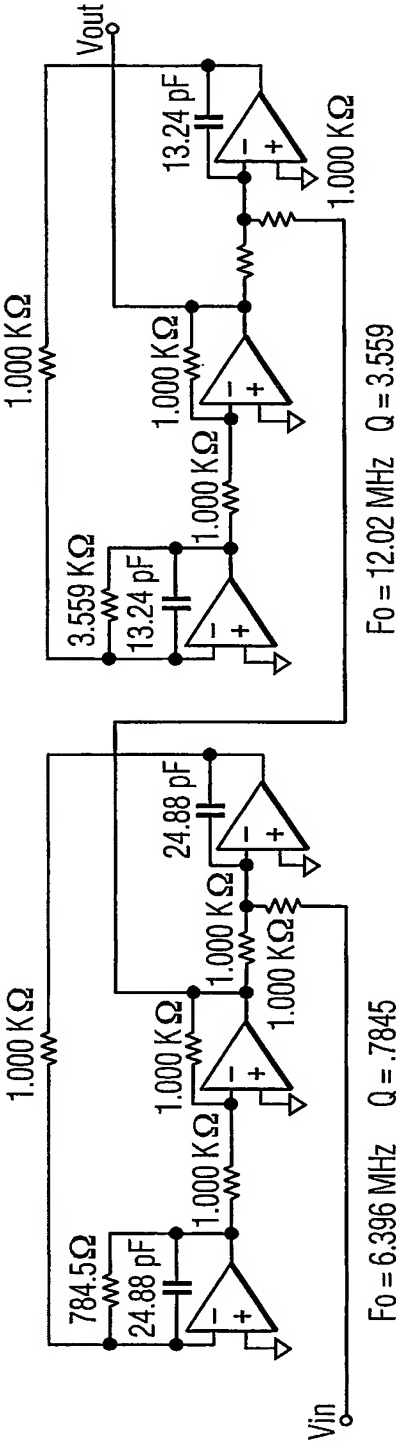 1.000 KΩ
784.5Ω
24.88 pF
−
+
1.000 KΩ
1.000 KΩ
−
+
1.000 KΩ
1.000 KΩ
24.88 pF
−
+
Vin
Fo = 6.396 MHz Q = .7845
1.000 KΩ
3.559 KΩ
13.24 pF
−
+
1.000 KΩ
1.000 KΩ
−
+
13.24 pF
−
+
1.000 KΩ
Vout
Fo = 12.02 MHz Q = 3.559